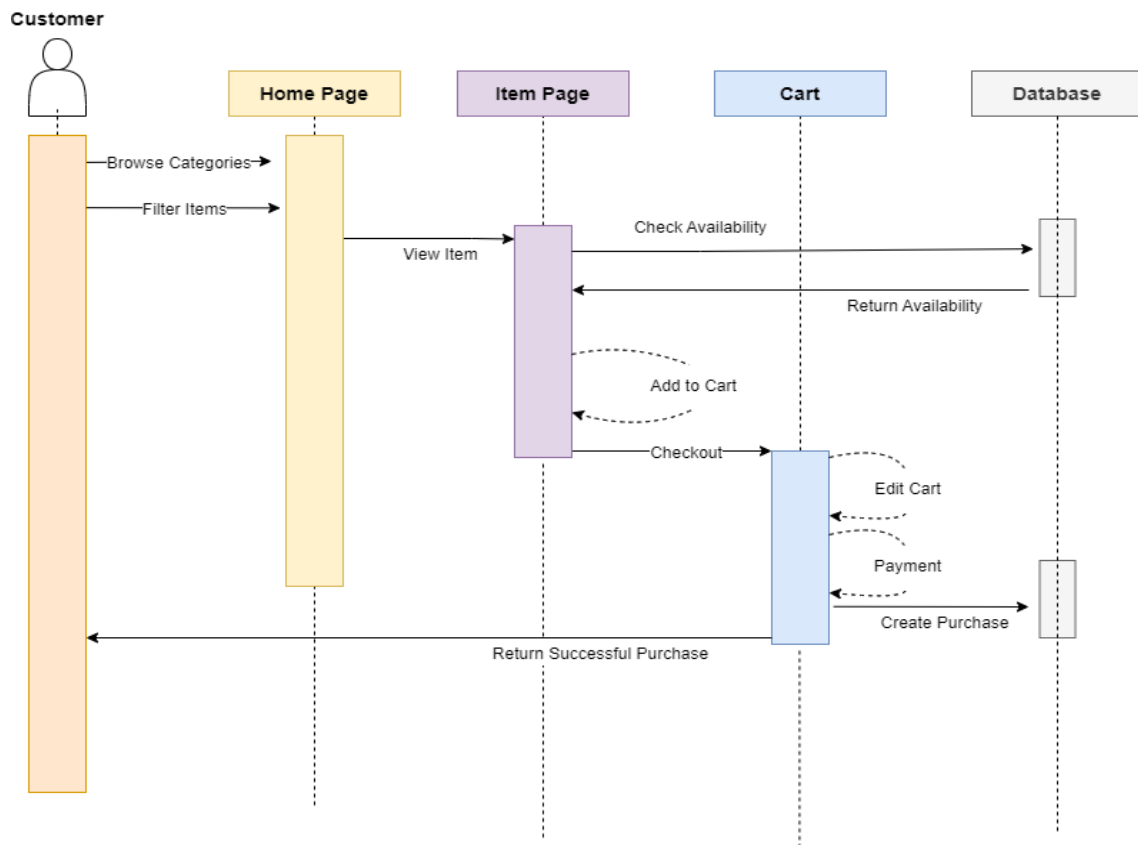 Customer
Home Page
Item Page
Cart
Database
Browse Categories
Filter Items
Check Availability
View Item
Return Availability
Add to Cart
Checkout
Edit Cart
Payment
Create Purchase
Return Successful Purchase